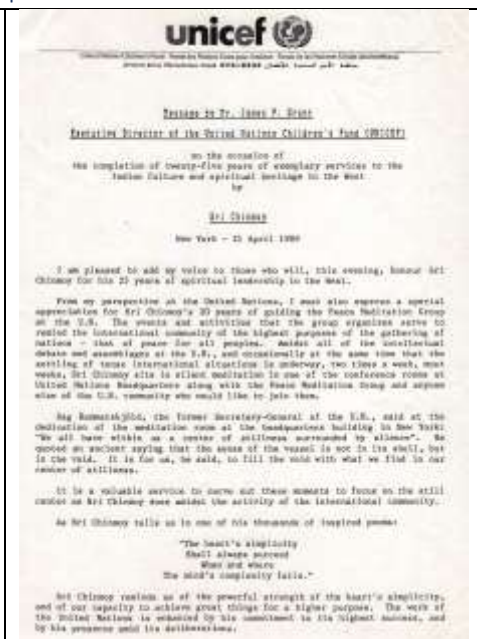 unicef
Message by Mr. James P. Grant
Executive Director of the United Nations Children's Fund (UNICEF)
on the occasion of
the completion of twenty-five years of exemplary services to the
Indian Culture and spiritual heritage to the West
by
Sri Chinmoy
New York - 21 April 1989
I am pleased to add my voice to those who will, this evening, honour Sri
Chinmoy for his 25 years of spiritual leadership in the West.
From my perspective at the United Nations, I must also express a special
appreciation for Sri Chinmoy's 20 years of guiding the Peace Meditation Group
at the U.N. The events and activities that the group organizes serve to
remind the international community of the highest purposes of the gathering of
nations - that of peace for all peoples. Amidst all of the intellectual
debate and assemblages at the U.N., and occasionally at the same time that the
settling of tense international situations is underway, two times a week, most
weeks, Sri Chinmoy sits in silent meditation in one of the conference rooms at
United Nations Headquarters along with the Peace Meditation Group and anyone
else of the U.N. community who would like to join them.
Dag Hammarskjöld, the former Secretary-General of the U.N., said at the
dedication of the meditation room at the headquarters building in New York:
"We all have within us a center of stillness surrounded by silence". He
quoted an ancient saying that the sense of the vessel is not in its shell, but
in the void. It is for us, he said, to fill the void with what we find in our
center of stillness.
It is a valuable service to carve out these moments to focus on the still
center as Sri Chinmoy does amidst the activity of the international community.
As Sri Chinmoy tells us in one of his thousands of inspired poems:
"The heart's simplicity
Shall always succeed
When and where
The mind's complexity fails."
Sri Chinmoy reminds us of the powerful strength of the heart's simplicity,
and of our capacity to achieve great things for a higher purpose. The work of
the United Nations is enhanced by his commitment to its highest success, and
by his presence amid its deliberations.